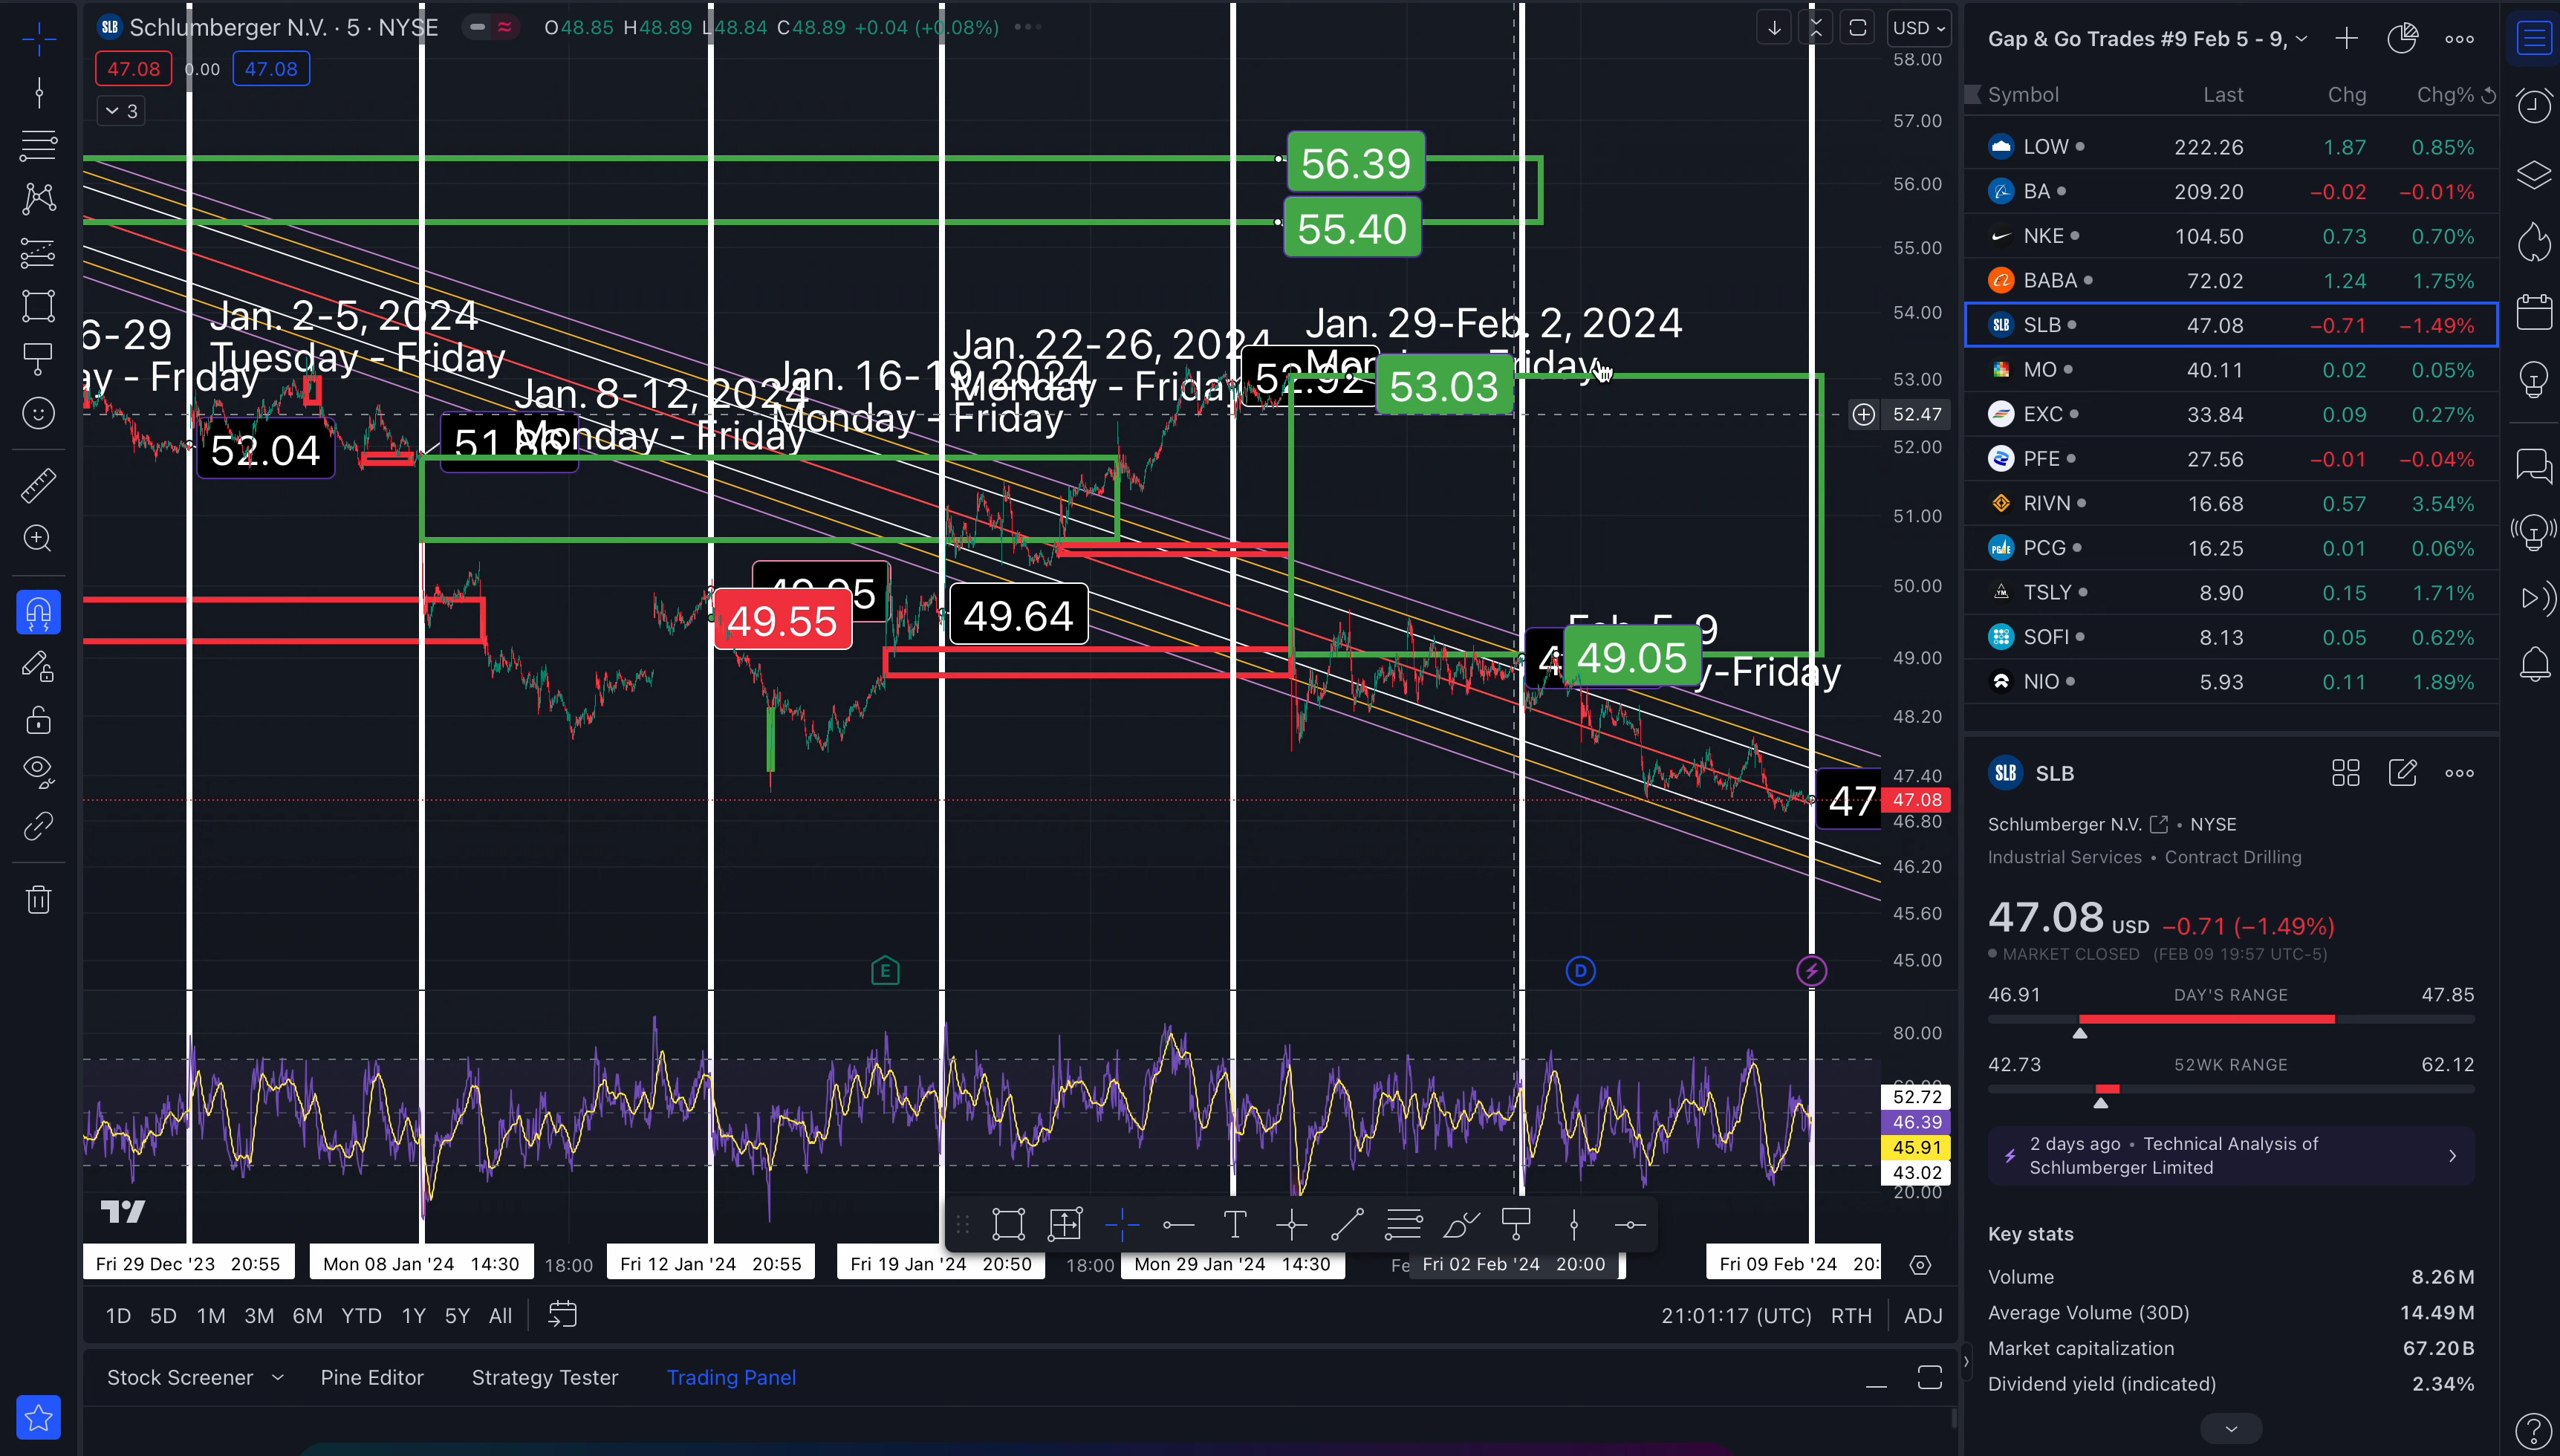 SLB Schlumberger N.V. · 5 · NYSE O48.85 H48.89 L48.84 C48.89 +0.04 (+0.08%)
47.08 0.00 47.08
3
USD
58.00
57.00
56.00
55.00
54.00
53.00
52.47
52.00
51.00
50.00
49.00
48.20
47.40
47.08
46.80
46.20
45.60
45.00
56.39
55.40
6-29
ay - Friday
Jan. 2-5, 2024
Tuesday - Friday
Jan. 8-12, 2024
Monday - Friday
Jan. 16-19, 2024
Monday - Friday
Jan. 22-26, 2024
Monday - Friday
Jan. 29-Feb. 2, 2024
Friday
52.04
51.86
52.92
53.03
49.55
49.64
49.05
y-Friday
47
E
D
80.00
52.72
46.39
45.91
43.02
20.00
Fri 29 Dec '23 20:55
Mon 08 Jan '24 14:30
18:00
Fri 12 Jan '24 20:55
Fri 19 Jan '24 20:50
18:00
Mon 29 Jan '24 14:30
Fe
Fri 02 Feb '24 20:00
Fri 09 Feb '24 20:
1D 5D 1M 3M 6M YTD 1Y 5Y All
21:01:17 (UTC) RTH ADJ
Stock Screener Pine Editor Strategy Tester Trading Panel
Gap & Go Trades #9 Feb 5 - 9,
Symbol Last Chg Chg%
LOW 222.26 1.87 0.85%
BA 209.20 −0.02 −0.01%
NKE 104.50 0.73 0.70%
BABA 72.02 1.24 1.75%
SLB SLB 47.08 −0.71 −1.49%
MO 40.11 0.02 0.05%
EXC 33.84 0.09 0.27%
PFE 27.56 −0.01 −0.04%
RIVN 16.68 0.57 3.54%
PCG 16.25 0.01 0.06%
TSLY 8.90 0.15 1.71%
SOFI 8.13 0.05 0.62%
NIO 5.93 0.11 1.89%
SLB SLB
Schlumberger N.V. • NYSE
Industrial Services • Contract Drilling
47.08 USD −0.71 (−1.49%)
MARKET CLOSED (FEB 09 19:57 UTC-5)
46.91 DAY'S RANGE 47.85
42.73 52WK RANGE 62.12
2 days ago • Technical Analysis of
Schlumberger Limited
Key stats
Volume 8.26M
Average Volume (30D) 14.49M
Market capitalization 67.20B
Dividend yield (indicated) 2.34%